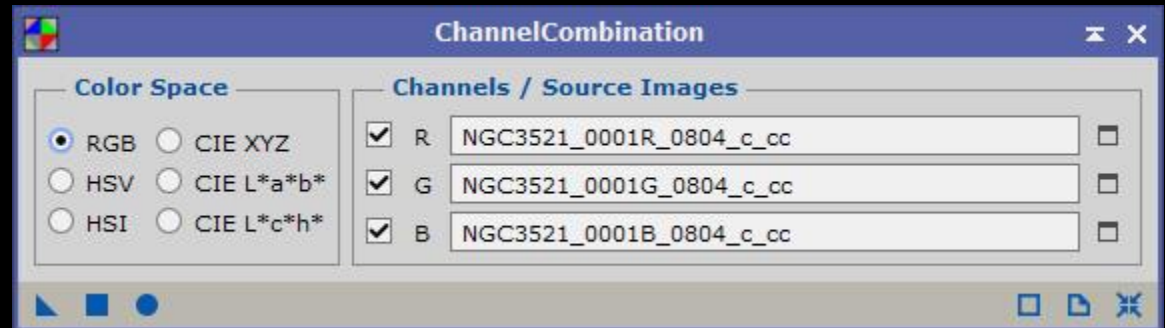 ChannelCombination
Color Space
RGB CIE XYZ
HSV CIE L*a*b*
HSI CIE L*c*h*
Channels / Source Images
R NGC3521_0001R_0804_c_cc
G NGC3521_0001G_0804_c_cc
B NGC3521_0001B_0804_c_cc